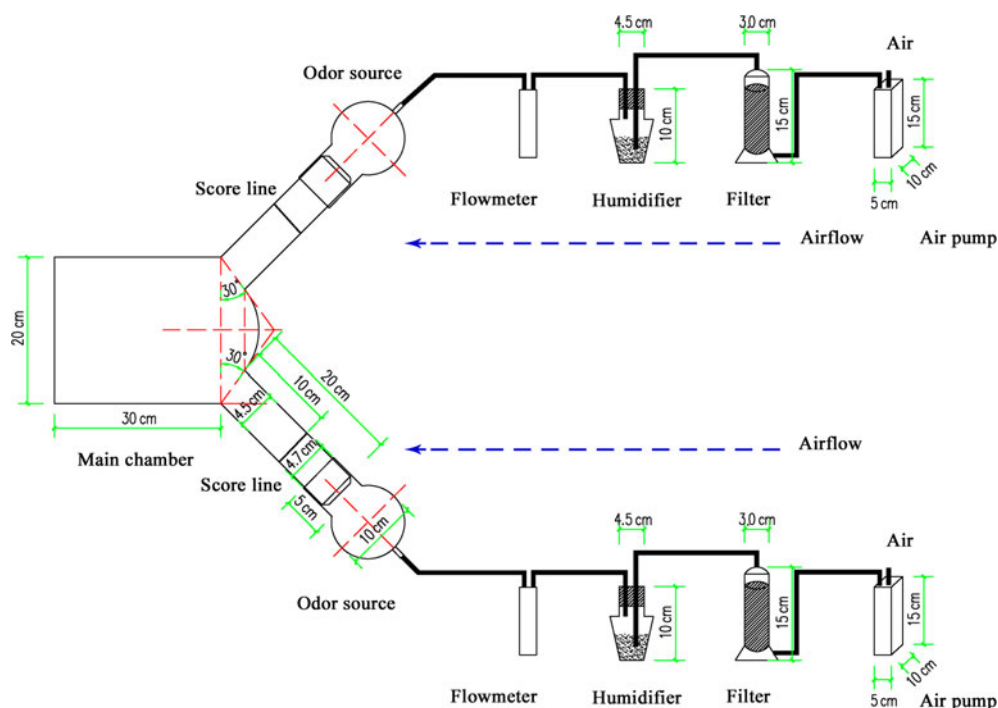 4.5 cm
3.0 cm
Air
Odor source
10 cm
15 cm
15 cm
10 cm
5 cm
Score line
Flowmeter
Humidifier
Filter
Airflow
Air pump
30°
20 cm
30°
20 cm
10 cm
4.5 cm
30 cm
Main chamber
Airflow
4.7 cm
Score line
5 cm
10 cm
4.5 cm
3.0 cm
Air
Odor source
10 cm
15 cm
15 cm
10 cm
5 cm
Flowmeter
Humidifier
Filter
Air pump